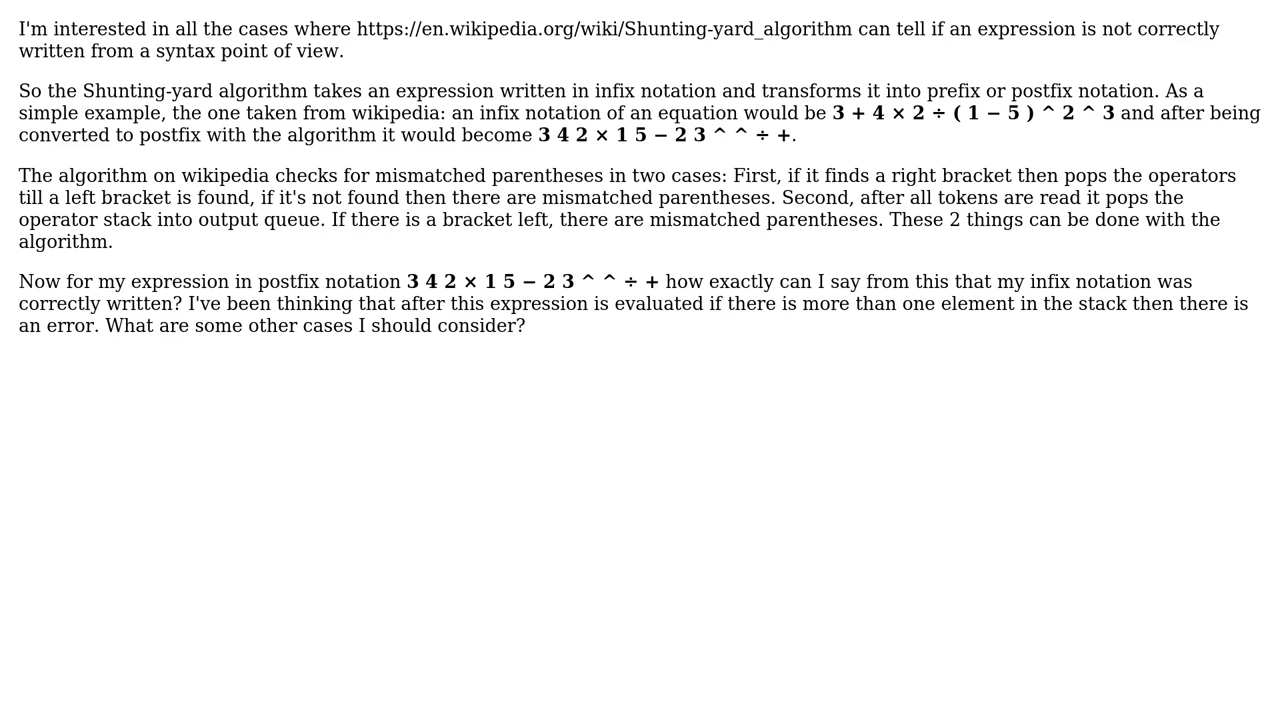 I'm interested in all the cases where https://en.wikipedia.org/wiki/Shunting-yard_algorithm can tell if an expression is not correctly
written from a syntax point of view.
So the Shunting-yard algorithm takes an expression written in infix notation and transforms it into prefix or postfix notation. As a
simple example, the one taken from wikipedia: an infix notation of an equation would be 3 + 4 × 2 ÷ ( 1 − 5 ) ^ 2 ^ 3 and after being
converted to postfix with the algorithm it would become 3 4 2 × 1 5 − 2 3 ^ ^ ÷ +.
The algorithm on wikipedia checks for mismatched parentheses in two cases: First, if it finds a right bracket then pops the operators
till a left bracket is found, if it's not found then there are mismatched parentheses. Second, after all tokens are read it pops the
operator stack into output queue. If there is a bracket left, there are mismatched parentheses. These 2 things can be done with the
algorithm.
Now for my expression in postfix notation 3 4 2 × 1 5 − 2 3 ^ ^ ÷ + how exactly can I say from this that my infix notation was
correctly written? I've been thinking that after this expression is evaluated if there is more than one element in the stack then there is
an error. What are some other cases I should consider?